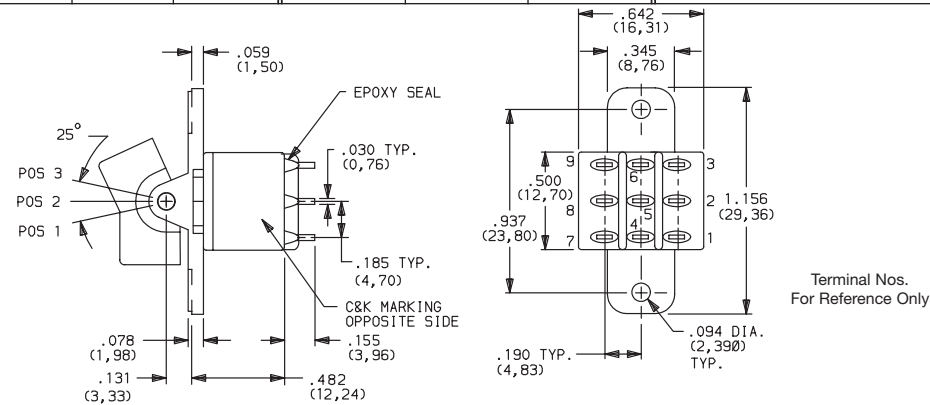 .059
(1,50)
EPOXY SEAL
.030 TYP.
(0,76)
25°
POS 3
POS 2
POS 1
.185 TYP.
(4,70)
C&K MARKING
OPPOSITE SIDE
.078
(1,98)
.155
(3,96)
.131
(3,33)
.482
(12,24)
.642
(16,31)
.345
(8,76)
9
3
6
.500
(12,70)
8
2
5
1.156
(29,36)
.937
(23,80)
4
7
1
.190 TYP.
(4,83)
.094 DIA.
(2,390)
TYP.
Terminal Nos.
For Reference Only